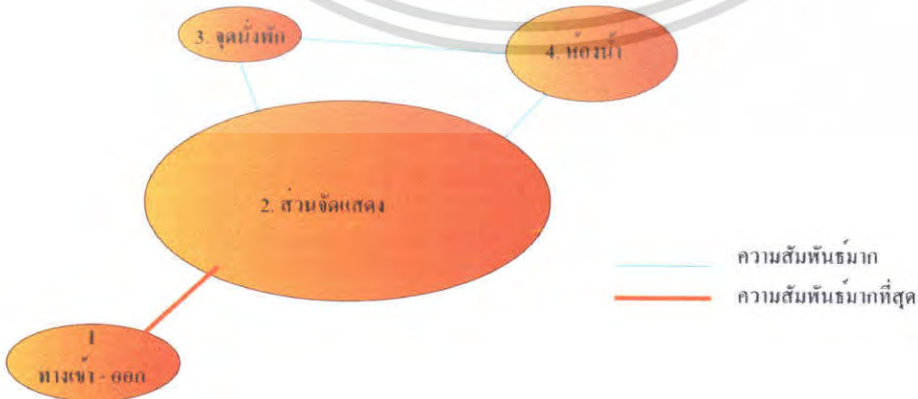 3. จุดนั่งพัก
4. ห้องน้ำ
2. ส่วนจัดแสดง
ความสัมพันธ์มาก
ความสัมพันธ์มากที่สุด
1
ทางเข้า - ออก